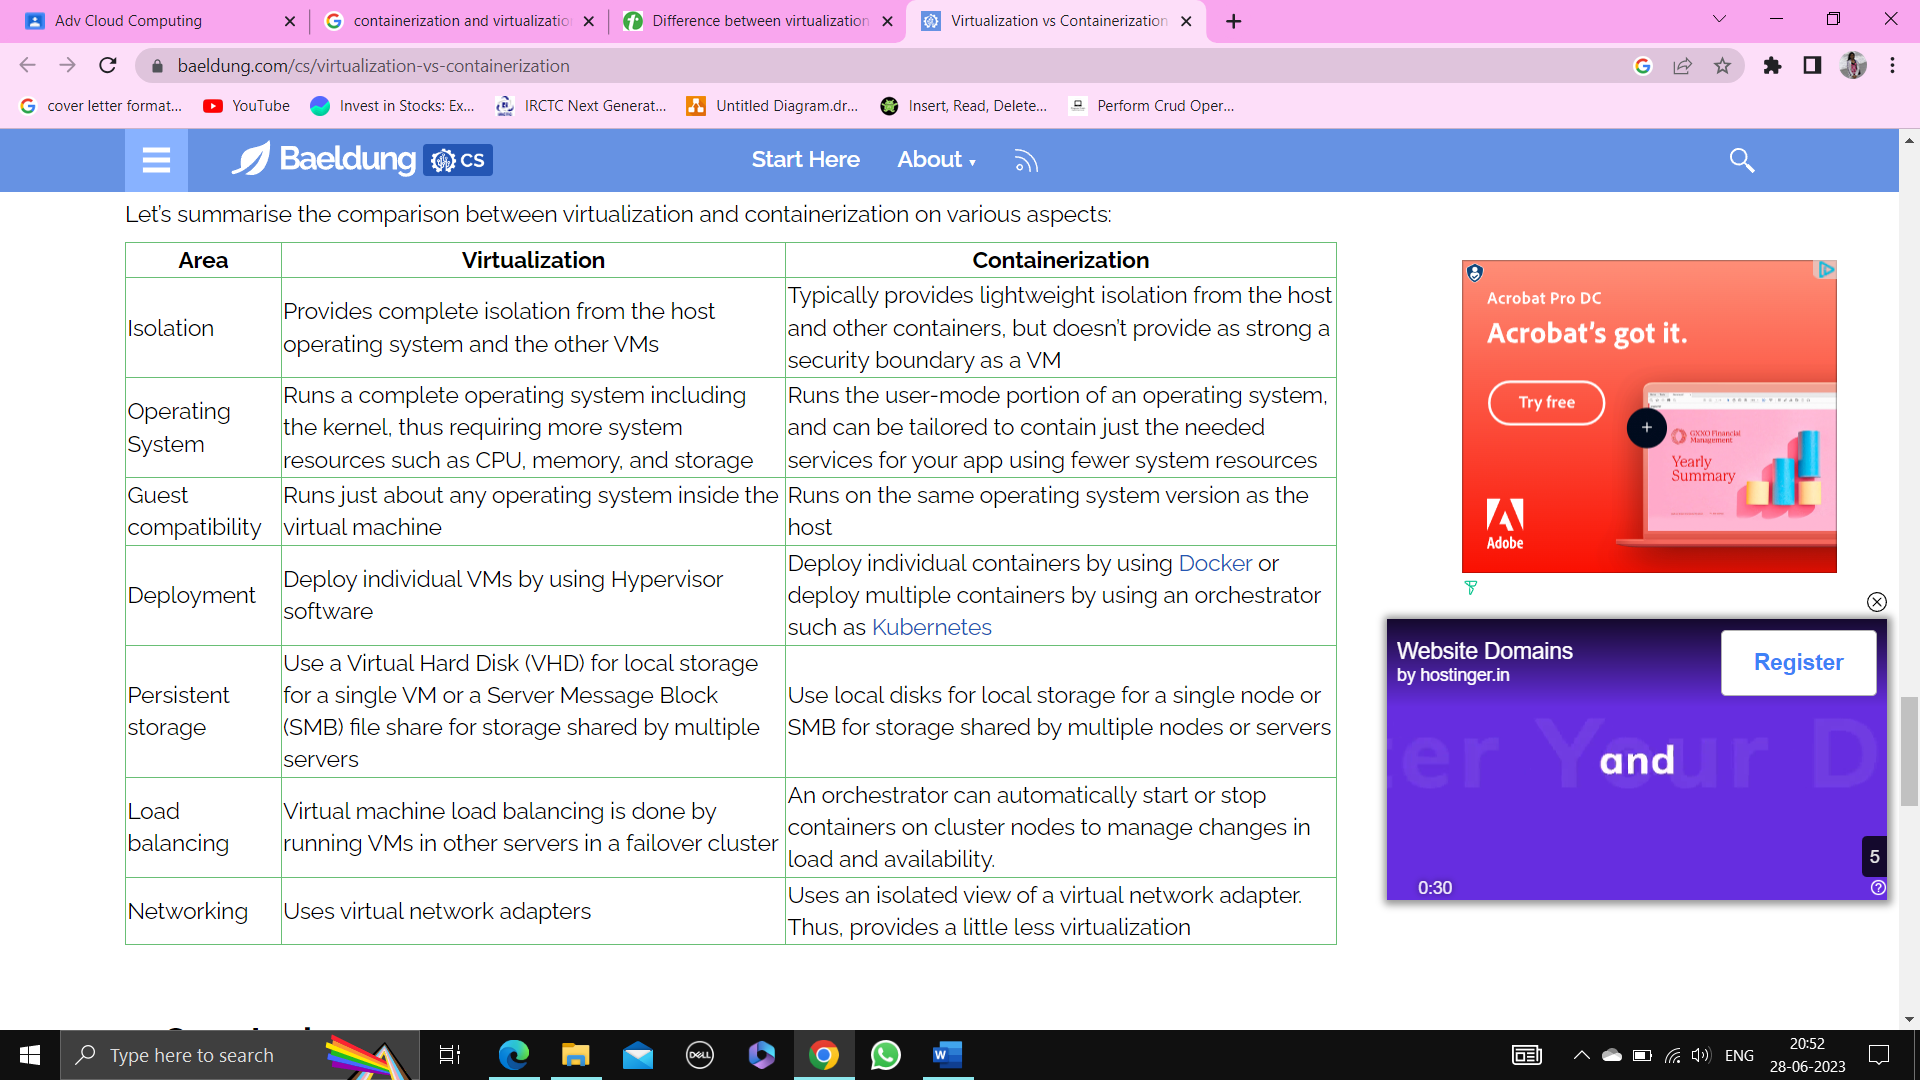 Adv Cloud Computing
containerization and virtualizatio
Difference between virtualization
Virtualization vs Containerization
baeldung.com/cs/virtualization-vs-containerization
cover letter format...
YouTube
Invest in Stocks: Ex...
IRCTC Next Generat...
Untitled Diagram.dr...
Insert, Read, Delete...
Perform Crud Oper...
Baeldung CS
Start Here
About
Let's summarise the comparison between virtualization and containerization on various aspects:
Area
Virtualization
Containerization
Isolation
Provides complete isolation from the host
operating system and the other VMs
Typically provides lightweight isolation from the host
and other containers, but doesn't provide as strong a
security boundary as a VM
Operating
System
Runs a complete operating system including
the kernel, thus requiring more system
resources such as CPU, memory, and storage
Runs the user-mode portion of an operating system,
and can be tailored to contain just the needed
services for your app using fewer system resources
Guest
compatibility
Runs just about any operating system inside the
virtual machine
Runs on the same operating system version as the
host
Deployment
Deploy individual VMs by using Hypervisor
software
Deploy individual containers by using Docker or
deploy multiple containers by using an orchestrator
such as Kubernetes
Persistent
storage
Use a Virtual Hard Disk (VHD) for local storage
for a single VM or a Server Message Block
(SMB) file share for storage shared by multiple
servers
Use local disks for local storage for a single node or
SMB for storage shared by multiple nodes or servers
Load
balancing
Virtual machine load balancing is done by
running VMs in other servers in a failover cluster
An orchestrator can automatically start or stop
containers on cluster nodes to manage changes in
load and availability.
Networking
Uses virtual network adapters
Uses an isolated view of a virtual network adapter.
Thus, provides a little less virtualization
Acrobat Pro DC
Acrobat's got it.
Try free
GXNO Financial
Management
Yearly
Summary
Adobe
Website Domains
by hostinger.in
Register
er Your D
and
5
0:30
Type here to search
DELL
W
ENG
20:52
28-06-2023